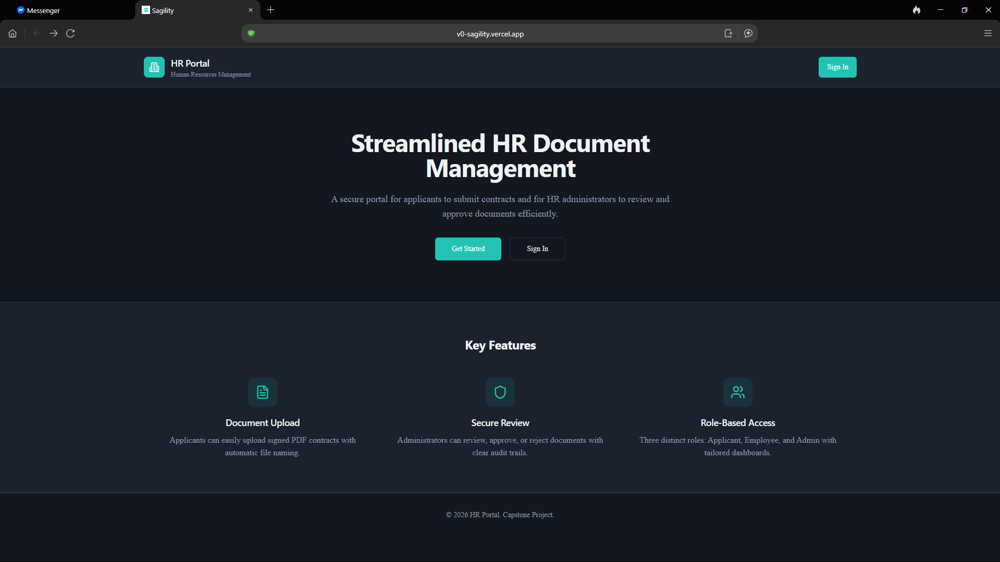 Messenger
Sagility
v0-sagility.vercel.app
HR Portal
Human Resources Management
Sign In
Streamlined HR Document
Management
A secure portal for applicants to submit contracts and for HR administrators to review and
approve documents efficiently.
Get Started
Sign In
Key Features
Document Upload
Applicants can easily upload signed PDF contracts with
automatic file naming.
Secure Review
Administrators can review, approve, or reject documents with
clear audit trails.
Role-Based Access
Three distinct roles: Applicant, Employee, and Admin with
tailored dashboards.
© 2026 HR Portal. Capstone Project.